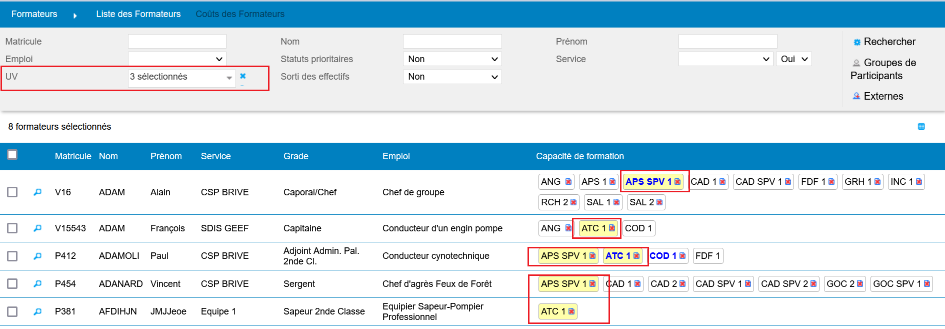 Formateurs Liste des Formateurs Coûts des Formateurs
Matricule Nom Prénom Rechercher
Emploi Statuts prioritaires Non Service Oui Groupes de
Participants
UV 3 sélectionnés Sorti des effectifs Non
Externes
8 formateurs sélectionnés
Matricule Nom Prénom Service Grade Emploi Capacité de formation
V16 ADAM Alain CSP BRIVE Caporal/Chef Chef de groupe ANG APS 1 APS SPV 1 CAD 1 CAD SPV 1 FDF 1 GRH 1 INC 1
RCH 2 SAL 1 SAL 2
V15543 ADAM François SDIS GEEF Capitaine Conducteur d'un engin pompe ANG ATC 1 COD 1
P412 ADAMOLI Paul CSP BRIVE Adjoint Admin. Pal.
2nde Cl. Conducteur cynotechnique APS SPV 1 ATC 1 COD 1 FDF 1
P454 ADANARD Vincent CSP BRIVE Sergent Chef d'agrès Feux de Forêt APS SPV 1 CAD 1 CAD 2 CAD SPV 1 CAD SPV 2 GOC 2 GOC SPV 1
P381 AFDIHJN JMJJeoe Equipe 1 Sapeur 2nde Classe Equipier Sapeur-Pompier
Professionnel ATC 1